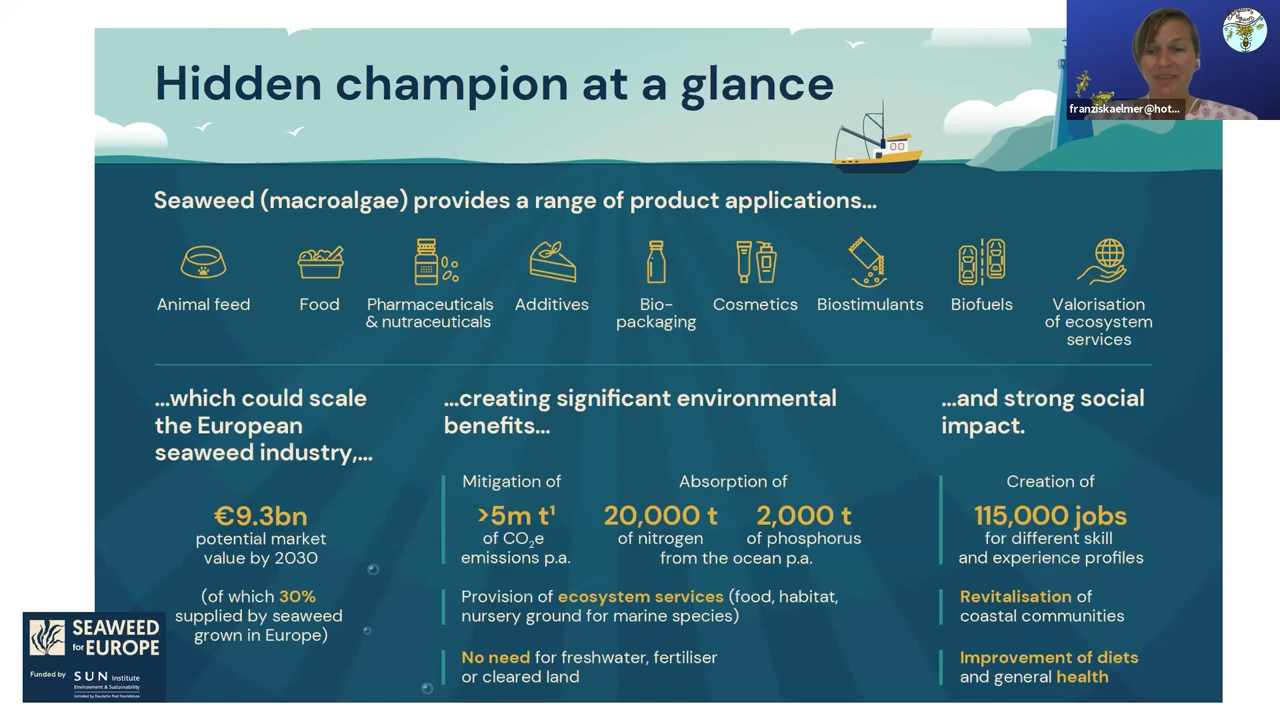 Hidden champion at a glance
franziskaelmer@hot...
Seaweed (macroalgae) provides a range of product applications...
Animal feed
Food
Pharmaceuticals
& nutraceuticals
Additives
Bio-
packaging
Cosmetics
Biostimulants
Biofuels
Valorisation
of ecosystem
services
...which could scale
the European
seaweed industry,...
€9.3bn
potential market
value by 2030
(of which 30%
supplied by seaweed
grown in Europe)
...creating significant environmental
benefits...
Mitigation of
>5m t¹
of CO₂e
emissions p.a.
Absorption of
20,000 t
of nitrogen
2,000 t
of phosphorus
from the ocean p.a.
Provision of ecosystem services (food, habitat,
nursery ground for marine species)
No need for freshwater, fertiliser
or cleared land
...and strong social
impact.
Creation of
115,000 jobs
for different skill
and experience profiles
Revitalisation of
coastal communities
Improvement of diets
and general health
SEAWEED
for EUROPE
Funded by
SUN Institute
Environment & Sustainability
Initiated by Deutsche Post Foundation